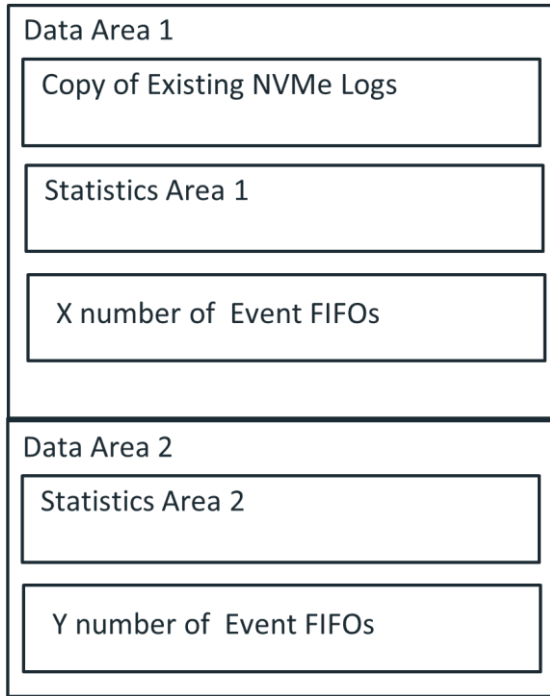 Data Area 1
Copy of Existing NVMe Logs
Statistics Area 1
X number of Event FIFOs
Data Area 2
Statistics Area 2
Y number of Event FIFOs